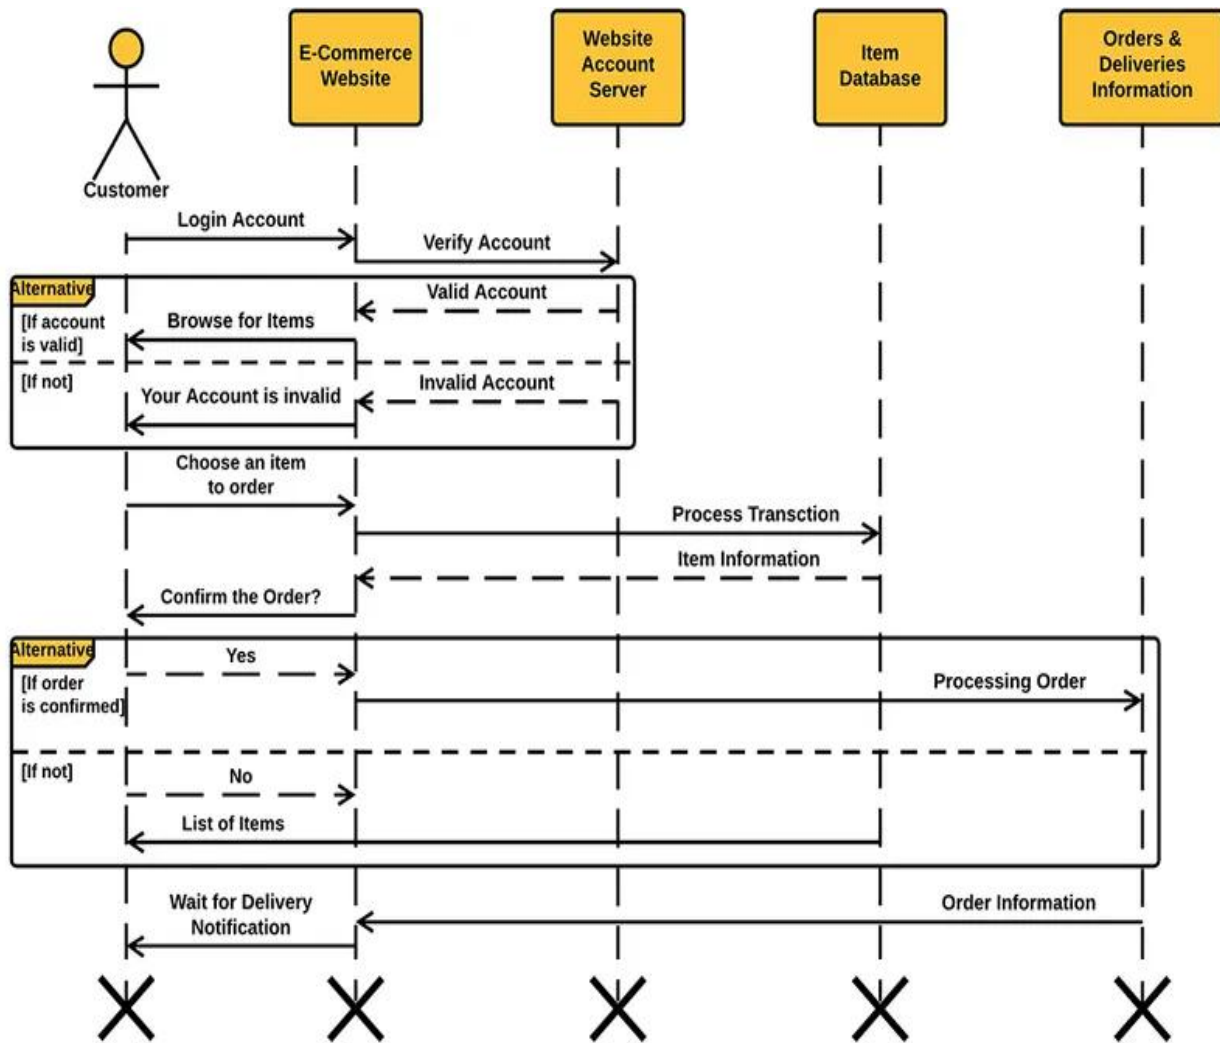 E-Commerce
Website
Website
Account
Server
Item
Database
Orders &
Deliveries
Information
Customer
Login Account
Verify Account
Alternative
Valid Account
[If account
is valid]
Browse for Items
[If not]
Invalid Account
Your Account is invalid
Choose an item
to order
Process Transction
Item Information
Confirm the Order?
Alternative
Yes
[If order
is confirmed]
Processing Order
[If not]
No
List of Items
Wait for Delivery
Notification
Order Information